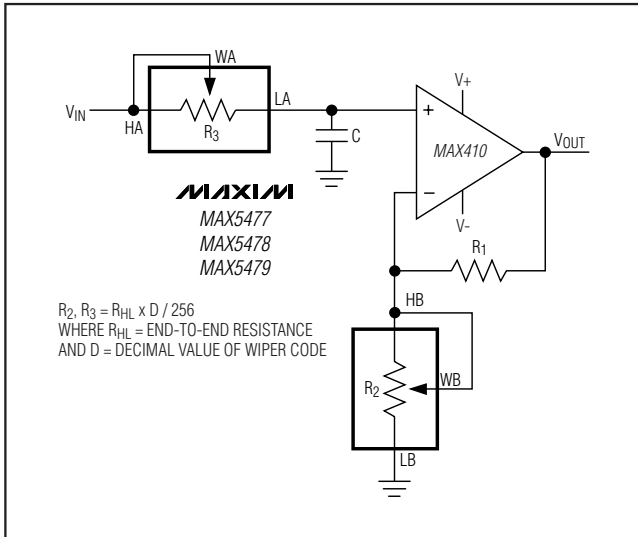 WA
V+
VIN
HA
R3
LA
C
+
MAX410
VOUT
−
V-
MAXIM
MAX5477
MAX5478
MAX5479
R1
R2, R3 = RHL x D / 256
WHERE RHL = END-TO-END RESISTANCE
AND D = DECIMAL VALUE OF WIPER CODE
HB
R2
WB
LB